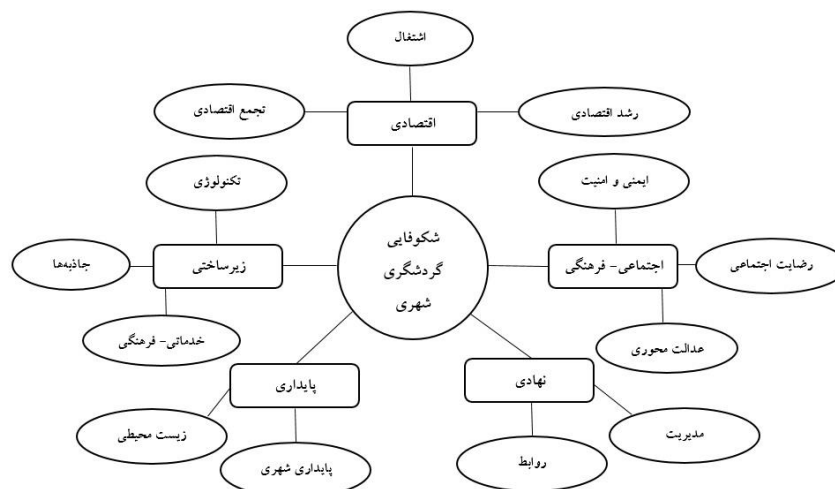 اشتغال
رشد اقتصادی
تجمع اقتصادی
اقتصادی
ایمنی و امنیت
تکنولوژی
شکوفایی
گردشگری
شهری
اجتماعی- فرهنگی
رضایت اجتماعی
زیرساختی
جاذبه‌ها
عدالت محوری
خدماتی- فرهنگی
نهادی
پایداری
مدیریت
زیست محیطی
روابط
پایداری شهری